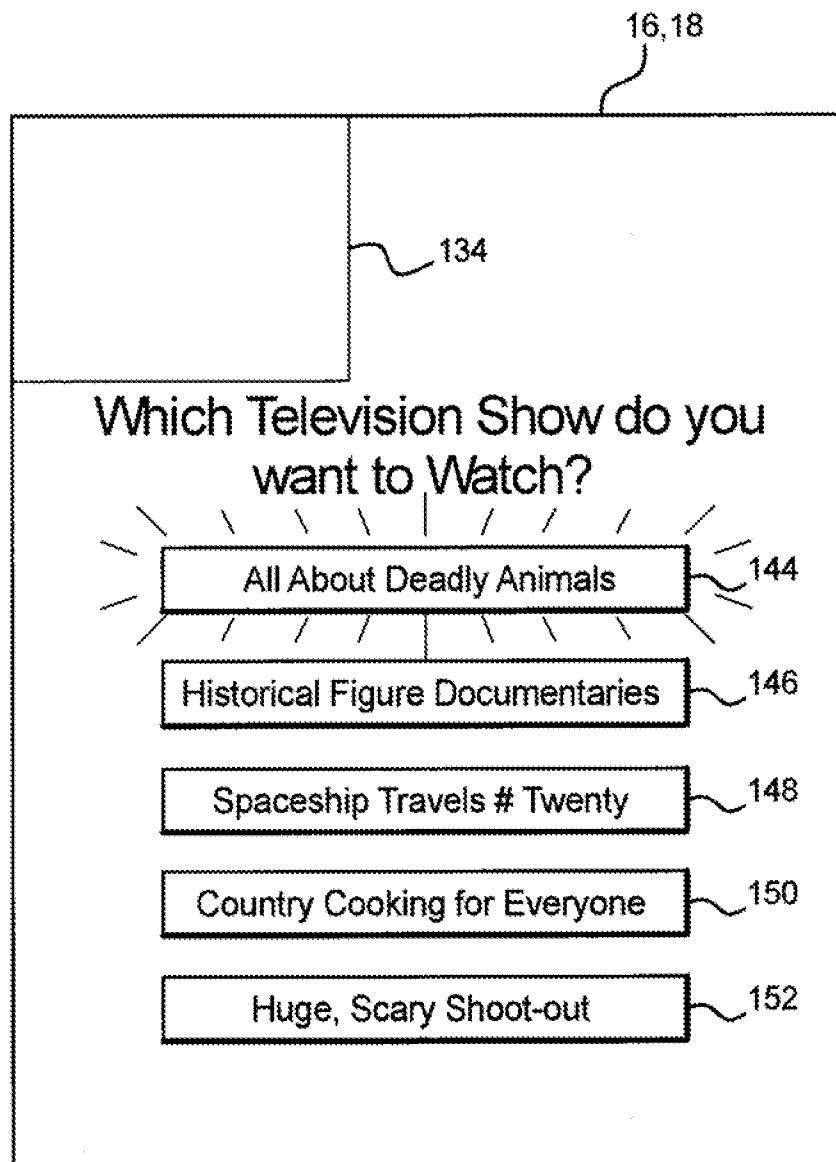 16,18
134
Which Television Show do you
want to Watch?
All About Deadly Animals
144
Historical Figure Documentaries
146
Spaceship Travels # Twenty
148
Country Cooking for Everyone
150
Huge, Scary Shoot-out
152